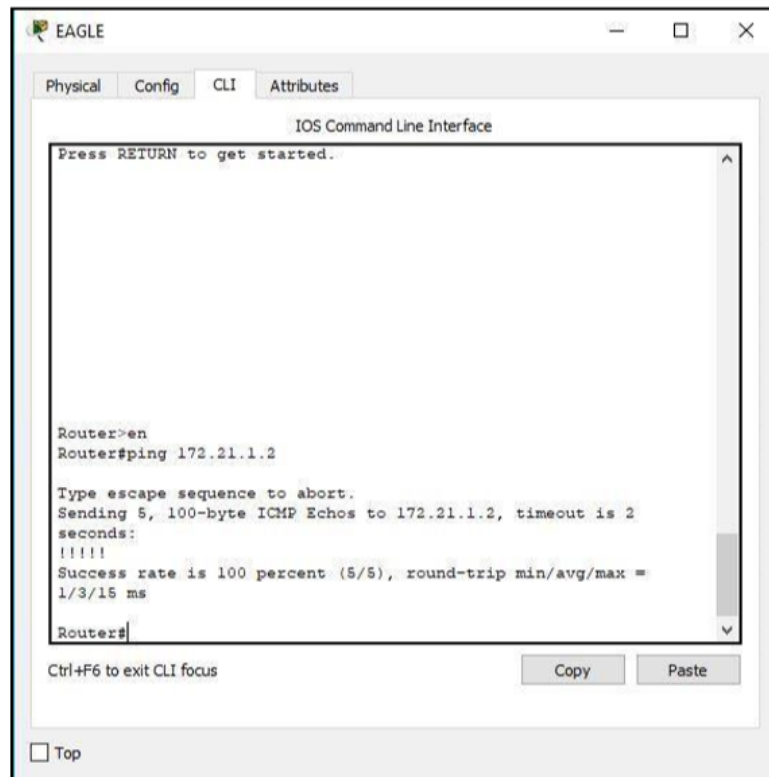 EAGLE
Physical Config CLI Attributes
IOS Command Line Interface
Press RETURN to get started.
Router>en
Router#ping 172.21.1.2
Type escape sequence to abort.
Sending 5, 100-byte ICMP Echos to 172.21.1.2, timeout is 2
seconds:
!!!!!
Success rate is 100 percent (5/5), round-trip min/avg/max =
1/3/15 ms
Router#
Ctrl+F6 to exit CLI focus
Copy Paste
Top